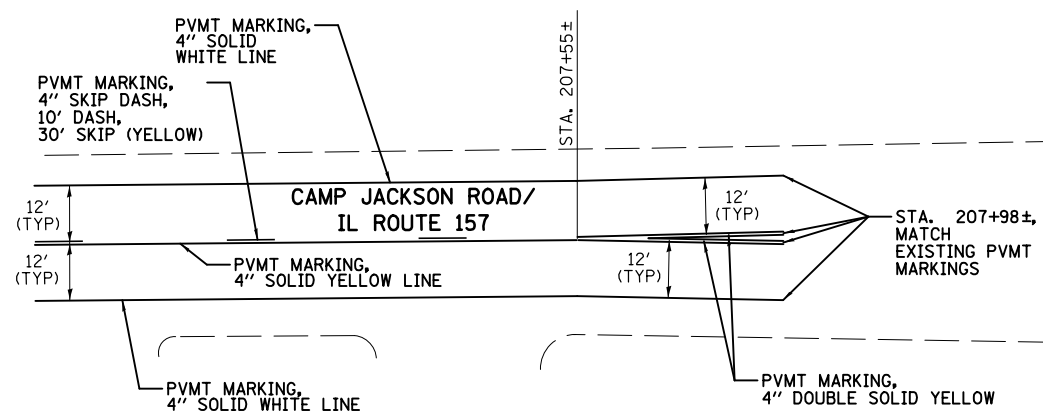 PVMT MARKING,
4" SOLID
WHITE LINE
PVMT MARKING,
4" SKIP DASH,
10' DASH,
30' SKIP (YELLOW)
STA. 207+55±
12'
(TYP)
CAMP JACKSON ROAD/
IL ROUTE 157
12'
(TYP)
STA. 207+98±,
MATCH
EXISTING PVMT
MARKINGS
12'
(TYP)
PVMT MARKING,
4" SOLID YELLOW LINE
12'
(TYP)
PVMT MARKING,
4" SOLID WHITE LINE
PVMT MARKING,
4" DOUBLE SOLID YELLOW